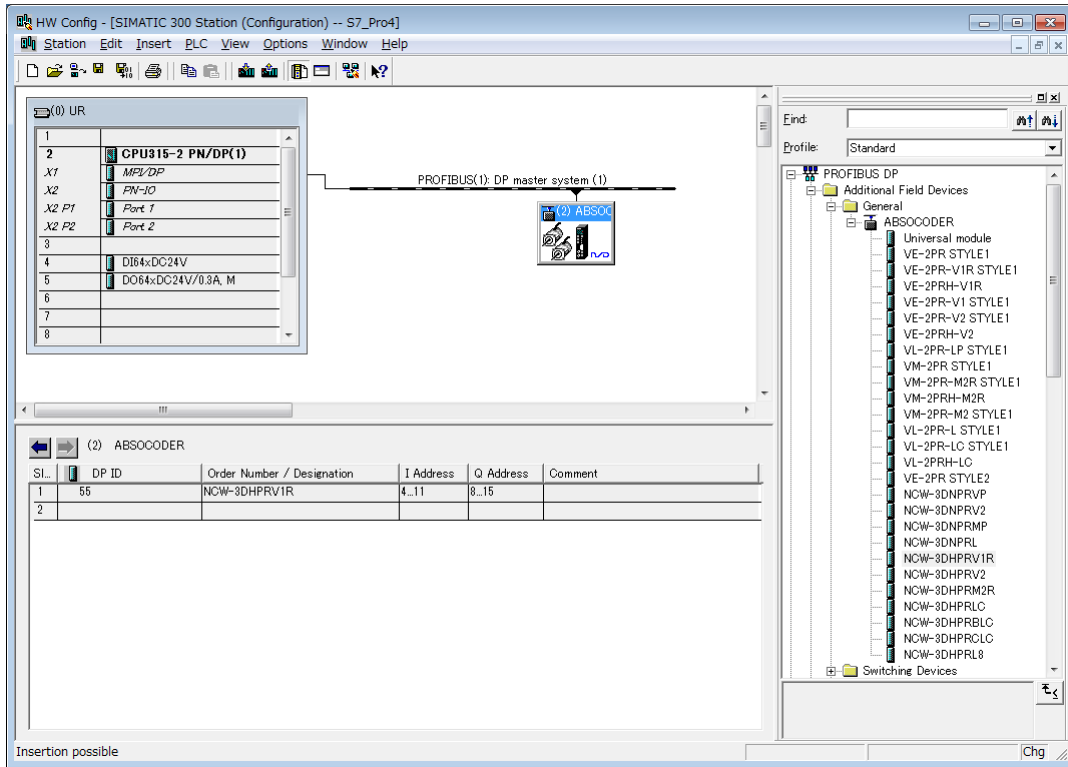 HW Config - [SIMATIC 300 Station (Configuration) -- S7_Pro4]
Station Edit Insert PLC View Options Window Help
(0) UR
1
2 CPU315-2 PN/DP(1)
X1 MPI/DP
X2 PN-IO
X2 P1 Port 1
X2 P2 Port 2
3
4 DI64xDC24V
5 DO64xDC24V/0.3A, M
6
7
8
PROFIBUS(1): DP master system (1)
(2) ABSOC
NSD
(2) ABSOCODER
Sl... DP ID Order Number / Designation I Address Q Address Comment
1 55 NCW-3DHPRV1R 4...11 8...15
2
Find:
Profile: Standard
PROFIBUS DP
Additional Field Devices
General
ABSOCODER
Universal module
VE-2PR STYLE1
VE-2PR-V1R STYLE1
VE-2PRH-V1R
VE-2PR-V1 STYLE1
VE-2PR-V2 STYLE1
VE-2PRH-V2
VL-2PR-LP STYLE1
VM-2PR STYLE1
VM-2PR-M2R STYLE1
VM-2PRH-M2R
VM-2PR-M2 STYLE1
VL-2PR-L STYLE1
VL-2PR-LC STYLE1
VL-2PRH-LC
VE-2PR STYLE2
NCW-3DNPRVP
NCW-3DNPRV2
NCW-3DNPRMP
NCW-3DNPRL
NCW-3DHPRV1R
NCW-3DHPRV2
NCW-3DHPRM2R
NCW-3DHPRLC
NCW-3DHPRBLC
NCW-3DHPRCLC
NCW-3DHPRL8
Switching Devices
Insertion possible
Chg